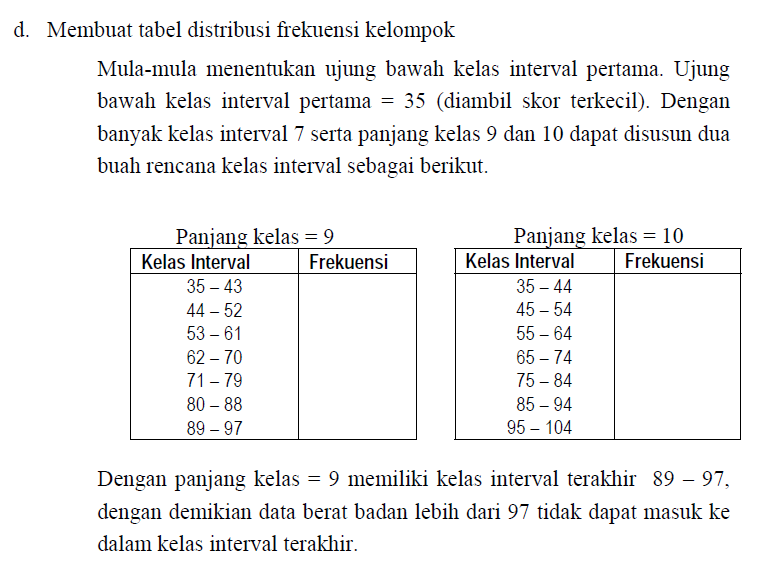 d. Membuat tabel distribusi frekuensi kelompok
Mula-mula menentukan ujung bawah kelas interval pertama. Ujung
bawah kelas interval pertama = 35 (diambil skor terkecil). Dengan
banyak kelas interval 7 serta panjang kelas 9 dan 10 dapat disusun dua
buah rencana kelas interval sebagai berikut.
Panjang kelas = 9
Kelas Interval Frekuensi
35 – 43
44 – 52
53 – 61
62 – 70
71 – 79
80 – 88
89 – 97
Panjang kelas = 10
Kelas Interval Frekuensi
35 – 44
45 – 54
55 – 64
65 – 74
75 – 84
85 – 94
95 – 104
Dengan panjang kelas = 9 memiliki kelas interval terakhir 89 – 97,
dengan demikian data berat badan lebih dari 97 tidak dapat masuk ke
dalam kelas interval terakhir.